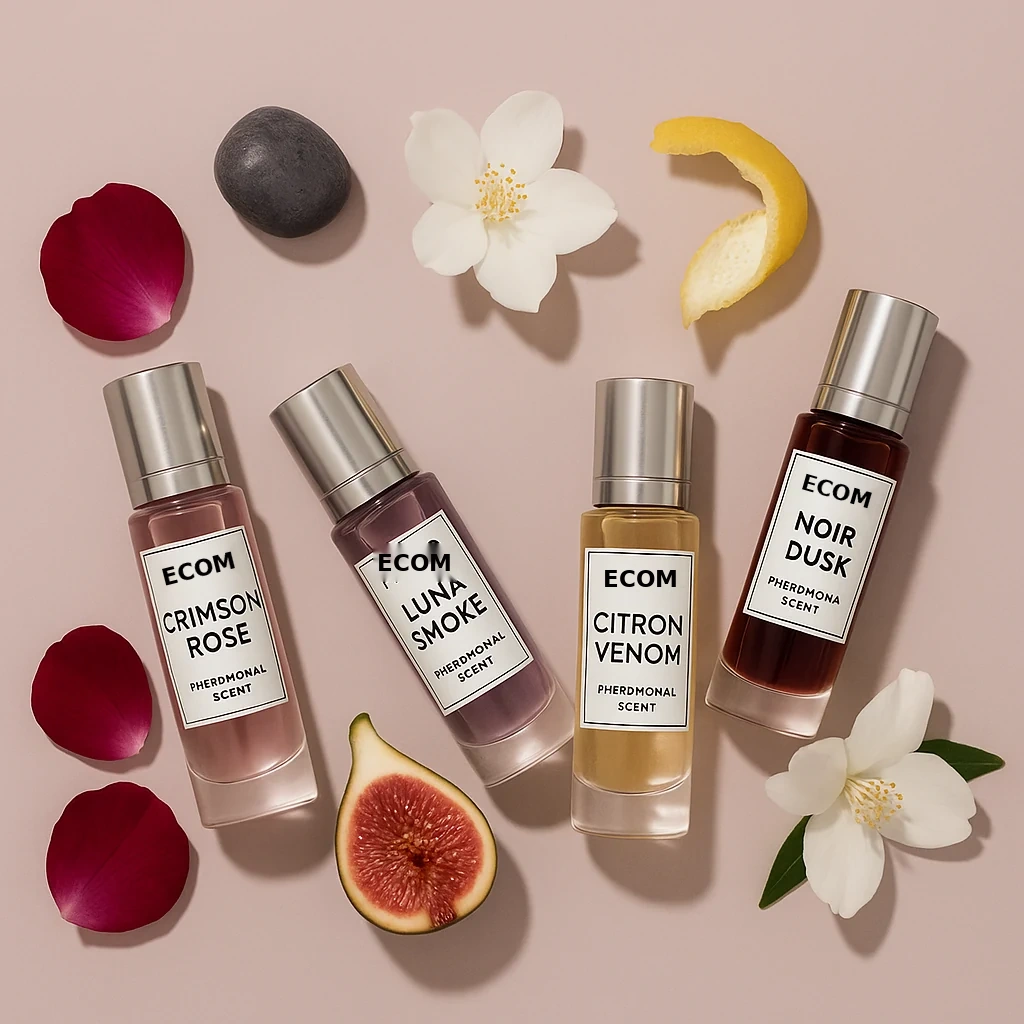 ECOM
CRIMSON
ROSE
PHERDMONAL
SCENT
ECOM
LUNA
SMOKE
PHERDMONAL
SCENT
ECOM
CITRON
VENOM
PHERDMONAL
SCENT
ECOM
NOIR
DUSK
PHERDMONA
SCENT